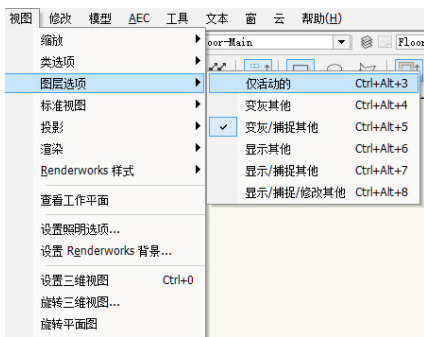 视图 修改 模型 AEC 工具 文本 窗 云 帮助(H)
缩放
oor-Main
Floor
类选项
图层选项
仅活动的 Ctrl+Alt+3
标准视图
变灰其他 Ctrl+Alt+4
投影
变灰/捕捉其他 Ctrl+Alt+5
渲染
显示其他 Ctrl+Alt+6
Renderworks 样式
显示/捕捉其他 Ctrl+Alt+7
显示/捕捉/修改其他 Ctrl+Alt+8
查看工作平面
设置照明选项...
设置 Renderworks 背景...
设置三维视图 Ctrl+0
旋转三维视图...
旋转平面图